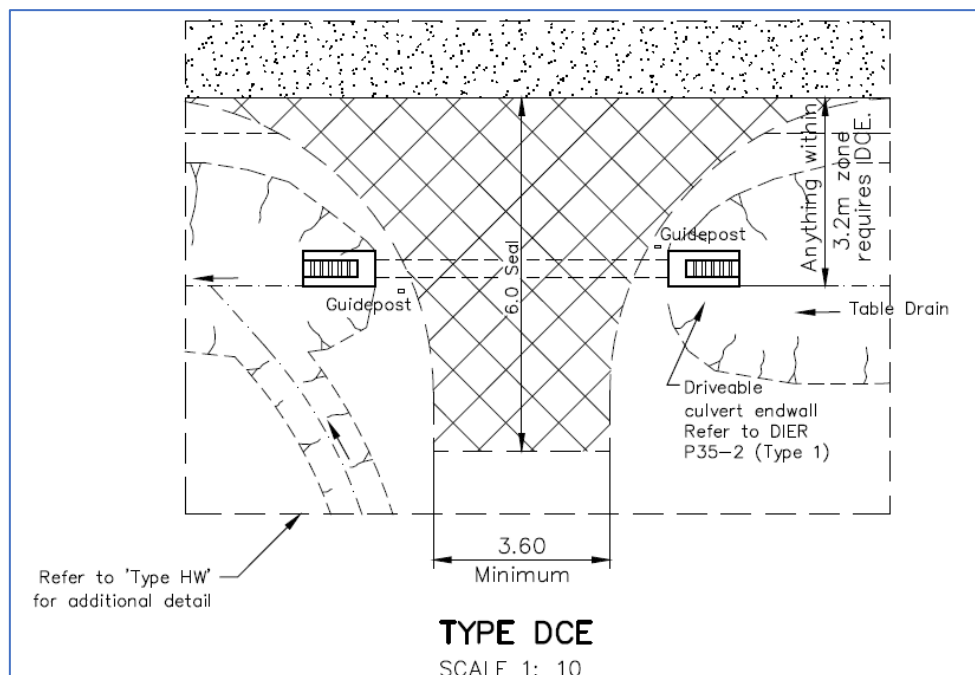 Anything within
3.2m zone
requires DCE.
Guidepost
6.0 Seal
Guidepost
Table Drain
Driveable
culvert endwall
Refer to DIER
P35-2 (Type 1)
3.60
Minimum
Refer to 'Type HW'
for additional detail
TYPE DCE
SCALE 1: 10